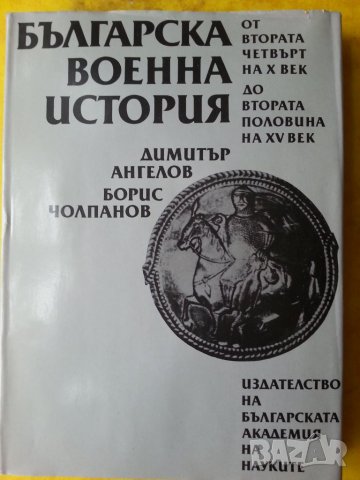 БЪЛГАРСКА
ВОЕННА
ИСТОРИЯ
ОТ
ВТОРАТА
ЧЕТВЪРТ
НА X ВЕК
ДО
ВТОРАТА
ПОЛОВИНА
НА XV ВЕК
ДИМИТЪР
АНГЕЛОВ
БОРИС
ЧОЛПАНОВ
ИЗДАТЕЛСТВО
НА
БЪЛГАРСКАТА
АКАДЕМИЯ
НА
НАУКИТЕ
BAZAR